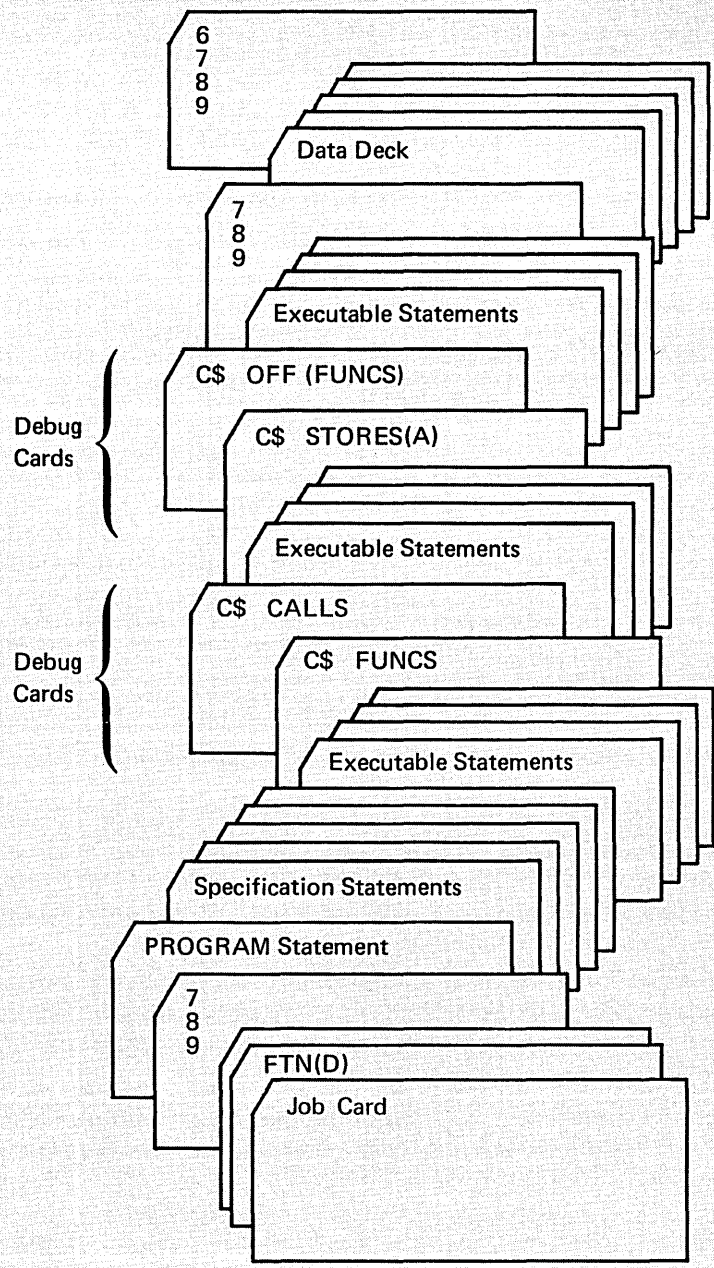 6
7
8
9
Data Deck
7
8
9
Executable Statements
Debug
Cards
C$ OFF (FUNCS)
C$ STORES(A)
Executable Statements
Debug
Cards
C$ CALLS
C$ FUNCS
Executable Statements
Specification Statements
PROGRAM Statement
7
8
9
FTN(D)
Job Card